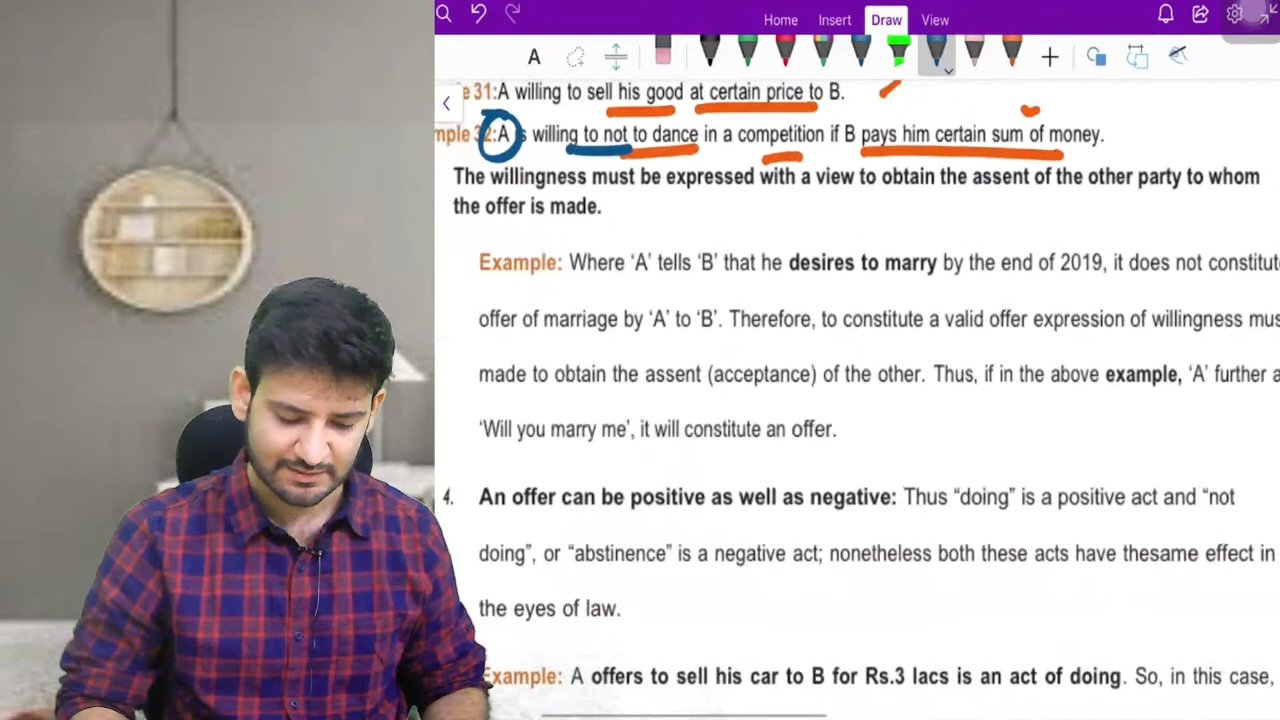 Home Insert Draw View
A
e 31:A willing to sell his good at certain price to B.
mple 32:A is willing to not to dance in a competition if B pays him certain sum of money.
The willingness must be expressed with a view to obtain the assent of the other party to whom
the offer is made.
Example: Where ‘A’ tells ‘B’ that he desires to marry by the end of 2019, it does not constitut
offer of marriage by ‘A’ to ‘B’. Therefore, to constitute a valid offer expression of willingness mus
made to obtain the assent (acceptance) of the other. Thus, if in the above example, ‘A’ further a
‘Will you marry me’, it will constitute an offer.
4. An offer can be positive as well as negative: Thus “doing” is a positive act and “not
doing”, or “abstinence” is a negative act; nonetheless both these acts have thesame effect in
the eyes of law.
Example: A offers to sell his car to B for Rs.3 lacs is an act of doing. So, in this case,